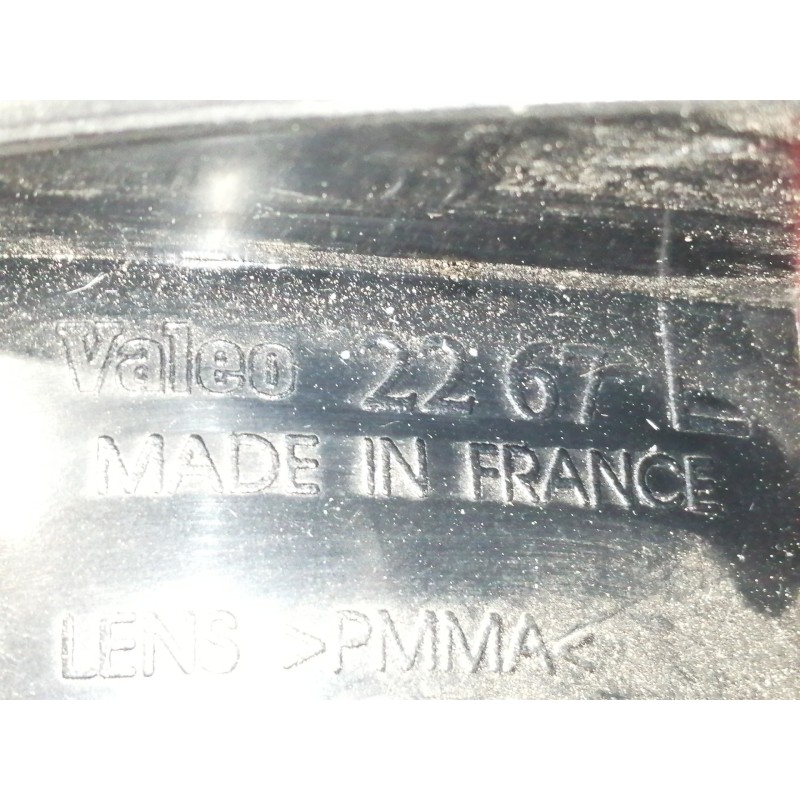 Valeo 22 67 L
MADE IN FRANCE
LENS >PMMA<